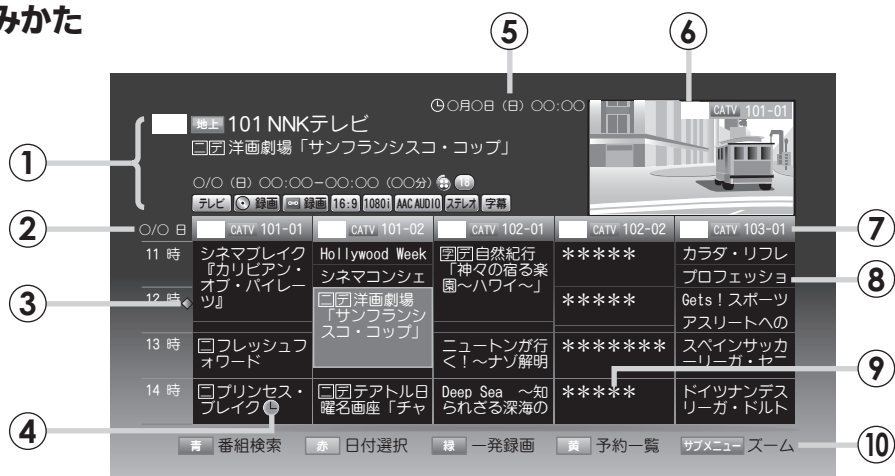 みかた
⑤
⑥
①
②
③
④
⑦
⑧
⑨
⑩
○月○日（日）○○:○○
地上 101 NNKテレビ
二デ洋画劇場「サンフランシスコ・コップ」
○/○（日）○○:○○−○○:○○（○○分） 18
テレビ 録画 録画 16:9 1080i AAC AUDIO ステレオ 字幕
CATV 101-01
○/○ 日 CATV 101-01 CATV 101-02 CATV 102-01 CATV 102-02 CATV 103-01
11 時
12 時
13 時
14 時
シネマブレイク
『カリビアン・
オブ・パイレー
ツ』
二フレッシュフ
ォワード
二プリンセス・
ブレイク
Hollywood Week
シネマコンシェ
二デ洋画劇場
「サンフランシ
スコ・コップ」
二デテアトル日
曜名画座「チャ
字デ自然紀行
「神々の宿る楽
園～ハワイ～」
ニュートンが行
く！～ナゾ解明
Deep Sea ～知
られざる深海の
*****
*****
*******
*****
カラダ・リフレ
プロフェッショ
Gets！スポーツ
アスリートへの
スペインサッカ
ーリーガ・セニ
ドイツナンデス
リーガ・ドルト
青 番組検索 赤 日付選択 緑 一発録画 黄 予約一覧 サブメニュー ズーム